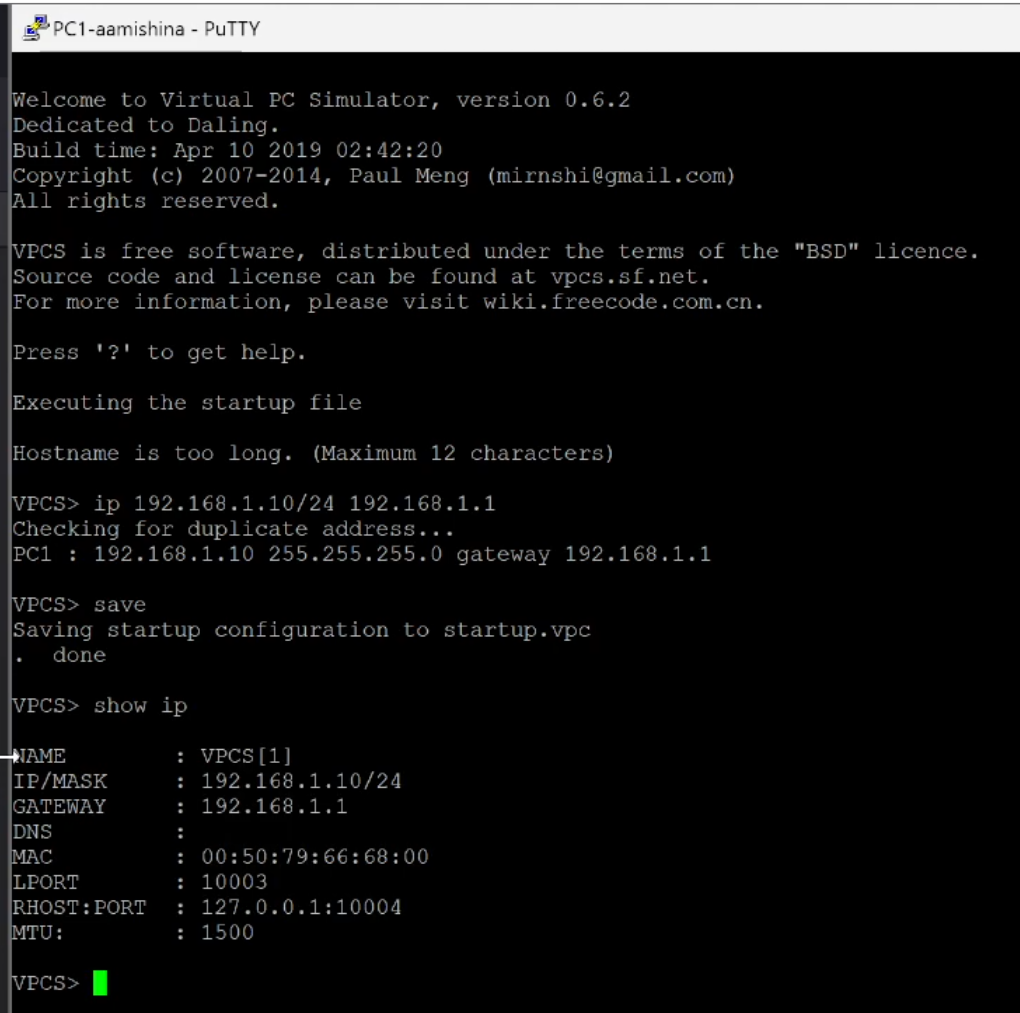 PC1-aamishina - PuTTY
Welcome to Virtual PC Simulator, version 0.6.2
Dedicated to Daling.
Build time: Apr 10 2019 02:42:20
Copyright (c) 2007-2014, Paul Meng (mirnshi@gmail.com)
All rights reserved.
VPCS is free software, distributed under the terms of the "BSD" licence.
Source code and license can be found at vpcs.sf.net.
For more information, please visit wiki.freecode.com.cn.
Press '?' to get help.
Executing the startup file
Hostname is too long. (Maximum 12 characters)
VPCS> ip 192.168.1.10/24 192.168.1.1
Checking for duplicate address...
PC1 : 192.168.1.10 255.255.255.0 gateway 192.168.1.1
VPCS> save
Saving startup configuration to startup.vpc
.  done
VPCS> show ip
NAME        : VPCS[1]
IP/MASK     : 192.168.1.10/24
GATEWAY     : 192.168.1.1
DNS         :
MAC         : 00:50:79:66:68:00
LPORT       : 10003
RHOST:PORT  : 127.0.0.1:10004
MTU:        : 1500
VPCS>